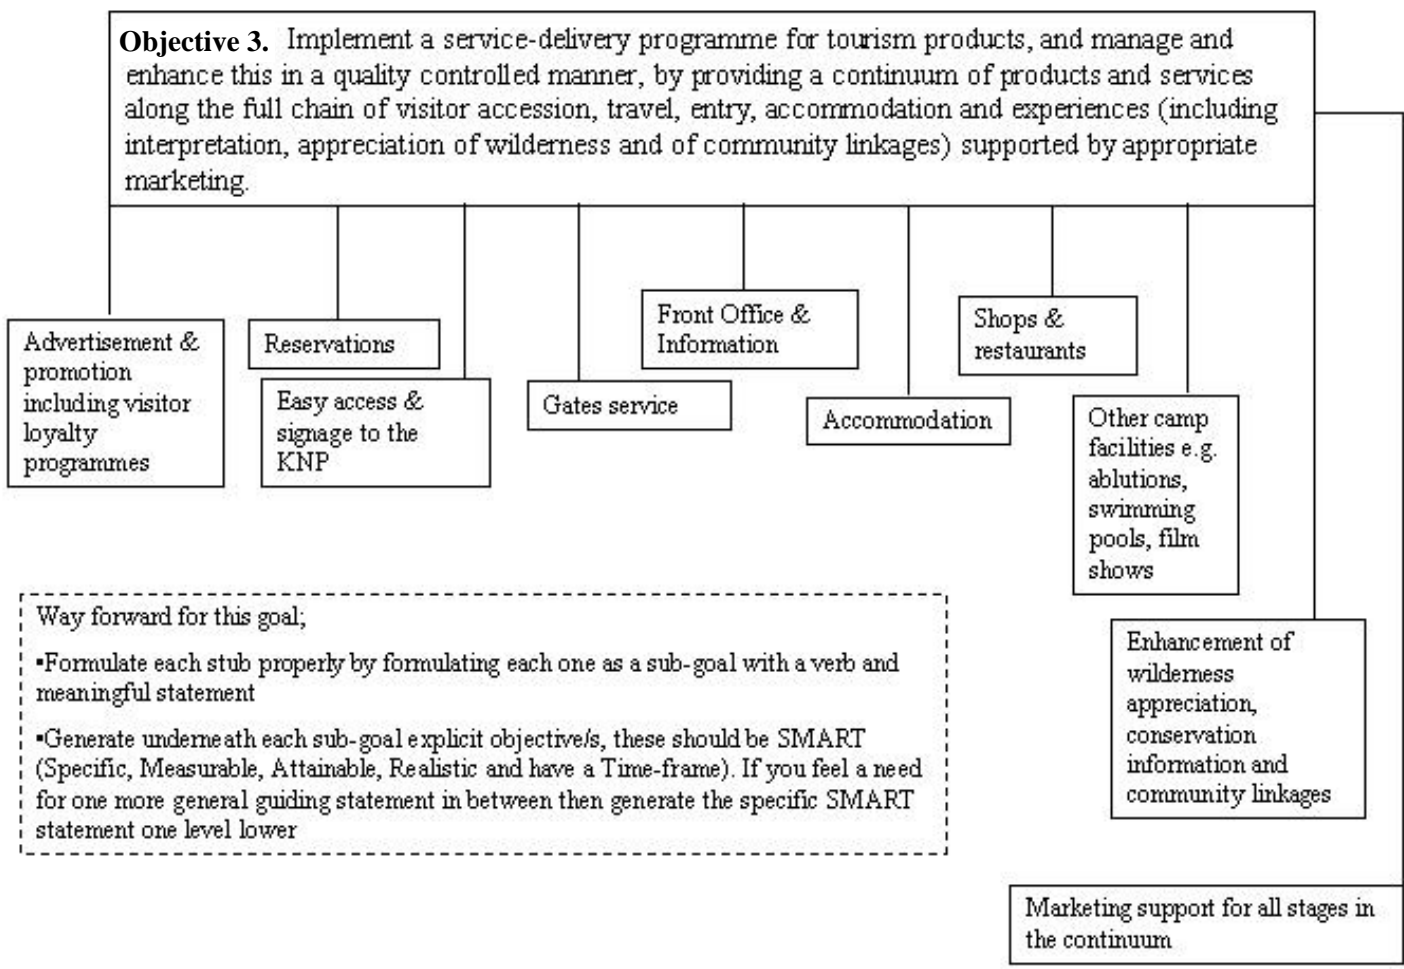 Objective 3. Implement a service-delivery programme for tourism products, and manage and
enhance this in a quality controlled manner, by providing a continuum of products and services
along the full chain of visitor accession, travel, entry, accommodation and experiences (including
interpretation, appreciation of wilderness and of community linkages) supported by appropriate
marketing.
Advertisement &
promotion
including visitor
loyalty
programmes
Reservations
Easy access &
signage to the
KNP
Gates service
Front Office &
Information
Accommodation
Shops &
restaurants
Other camp
facilities e.g.
ablutions,
swimming
pools, film
shows
Enhancement of
wilderness
appreciation,
conservation
information and
community linkages
Marketing support for all stages in
the continuum
Way forward for this goal;
▪Formulate each stub properly by formulating each one as a sub-goal with a verb and
meaningful statement
▪Generate underneath each sub-goal explicit objective/s, these should be SMART
(Specific, Measurable, Attainable, Realistic and have a Time-frame). If you feel a need
for one more general guiding statement in between then generate the specific SMART
statement one level lower